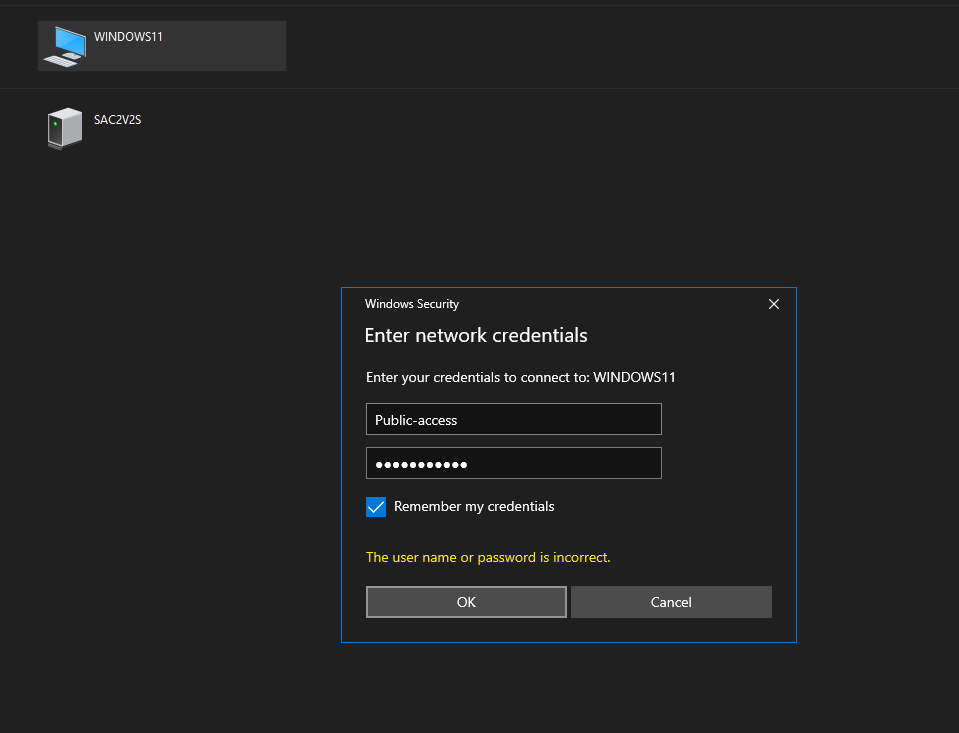 WINDOWS11
SAC2V2S
Windows Security
Enter network credentials
Enter your credentials to connect to: WINDOWS11
Public-access
●●●●●●●●●●●
Remember my credentials
The user name or password is incorrect.
OK
Cancel